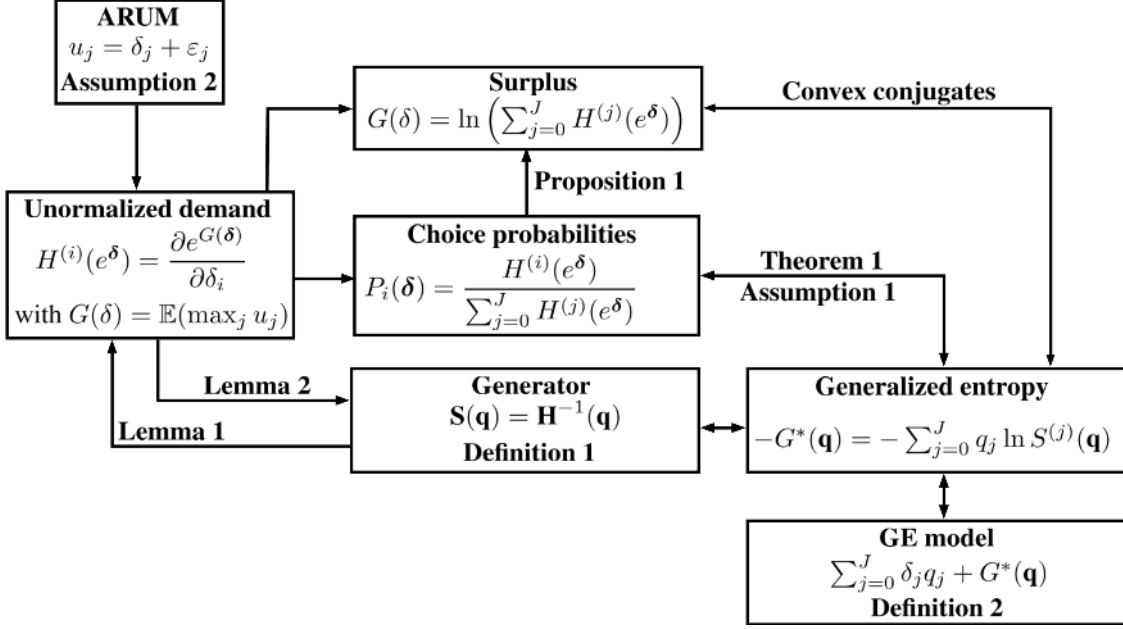 ARUM
u_j = δ_j + ε_j
Assumption 2
Surplus
G(δ) = ln (∑_{j=0}^J H^{(j)}(e^𝜹))
Convex conjugates
Proposition 1
Unormalized demand
H^{(i)}(e^𝜹) = ∂e^{G(𝜹)} / ∂δ_i
with G(δ) = 𝔼(max_j u_j)
Choice probabilities
P_i(𝜹) = H^{(i)}(e^𝜹) / ∑_{j=0}^J H^{(j)}(e^𝜹)
Theorem 1
Assumption 1
Lemma 2
Lemma 1
Generator
S(q) = H^{-1}(q)
Definition 1
Generalized entropy
-G*(q) = -∑_{j=0}^J q_j ln S^{(j)}(q)
GE model
∑_{j=0}^J δ_j q_j + G*(q)
Definition 2